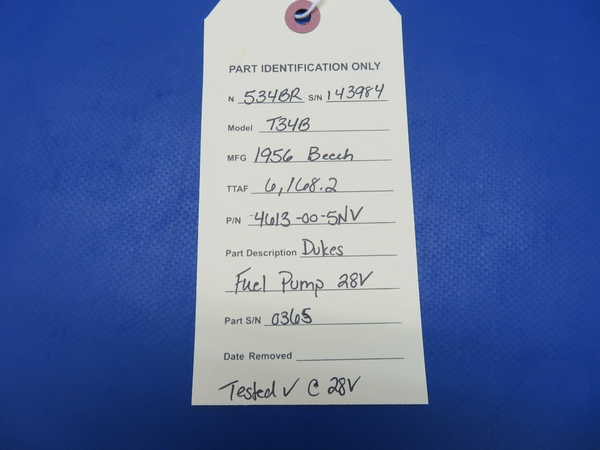 PART IDENTIFICATION ONLY
N 534BR S/N 143984
Model T34B
MFG 1956 Beech
TTAF 6,168.2
P/N 4613-00-5NV
Part Description Dukes
Fuel Pump 28V
Part S/N 0365
Date Removed
Tested √ @ 28V